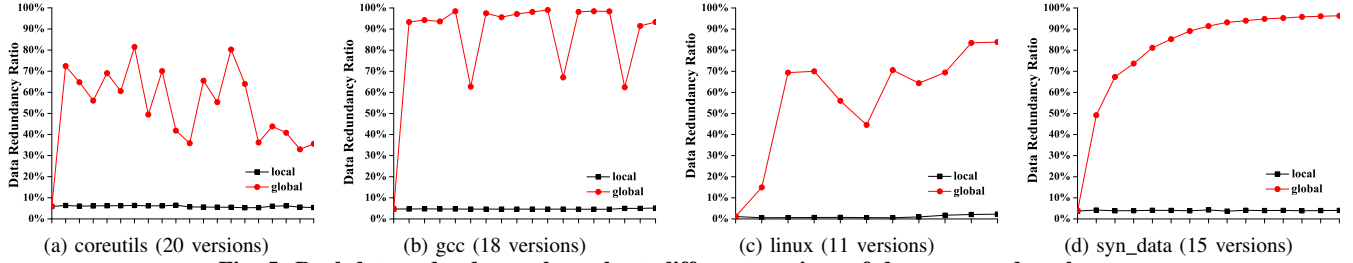 100%
90%
80%
70%
60%
50%
40%
30%
20%
10%
0%
Data Redundancy Ratio
local
global
(a) coreutils (20 versions)
100%
90%
80%
70%
60%
50%
40%
30%
20%
10%
0%
Data Redundancy Ratio
local
global
(b) gcc (18 versions)
100%
90%
80%
70%
60%
50%
40%
30%
20%
10%
0%
Data Redundancy Ratio
local
global
(c) linux (11 versions)
100%
90%
80%
70%
60%
50%
40%
30%
20%
10%
0%
Data Redundancy Ratio
local
global
(d) syn_data (15 versions)